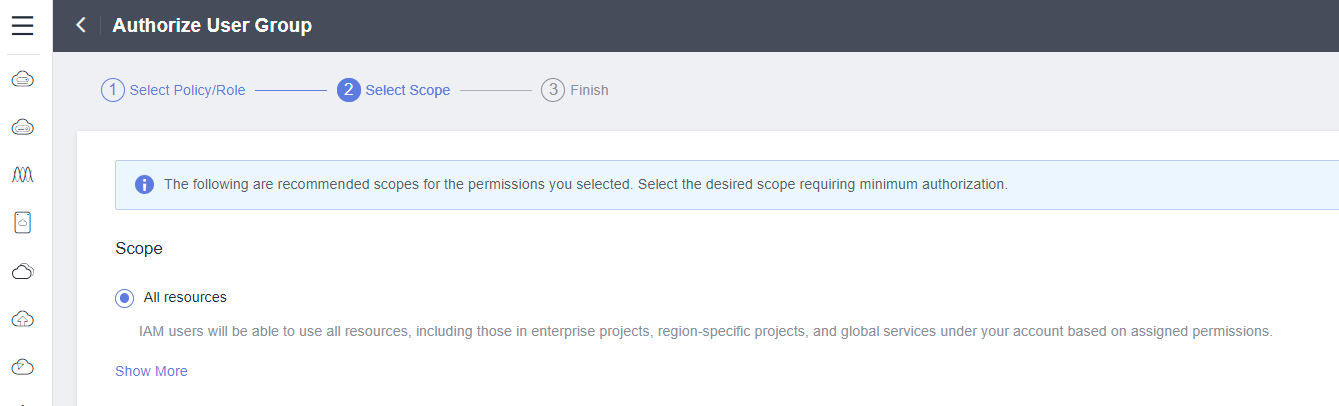 Authorize User Group
1 Select Policy/Role 2 Select Scope 3 Finish
The following are recommended scopes for the permissions you selected. Select the desired scope requiring minimum authorization.
Scope
All resources
IAM users will be able to use all resources, including those in enterprise projects, region-specific projects, and global services under your account based on assigned permissions.
Show More